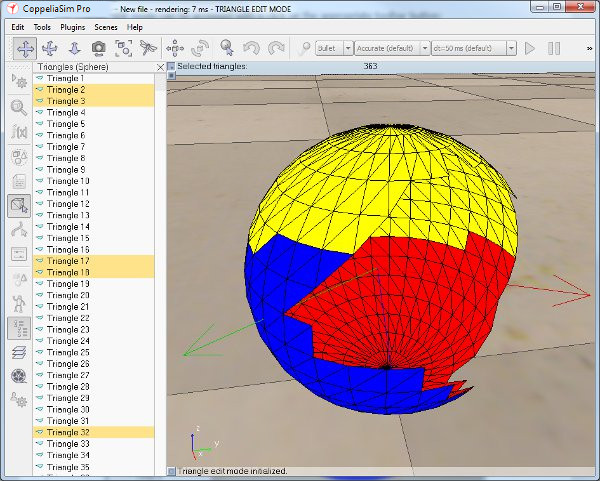 CoppeliaSim Pro
New file - rendering: 7 ms - TRIANGLE EDIT MODE
Edit Tools Plugins Scenes Help
Bullet Accurate (default) dt=50 ms (default)
Triangles (Sphere)
Selected triangles: 363
Triangle 1
Triangle 2
Triangle 3
Triangle 4
Triangle 5
Triangle 6
Triangle 7
Triangle 8
Triangle 9
Triangle 10
Triangle 11
Triangle 12
Triangle 13
Triangle 14
Triangle 15
Triangle 16
Triangle 17
Triangle 18
Triangle 19
Triangle 20
Triangle 21
Triangle 22
Triangle 23
Triangle 24
Triangle 25
Triangle 26
Triangle 27
Triangle 28
Triangle 29
Triangle 30
Triangle 31
Triangle 32
Triangle 33
Triangle 34
Triangle 35
f(x)
z
y
x
Triangle edit mode initialized.